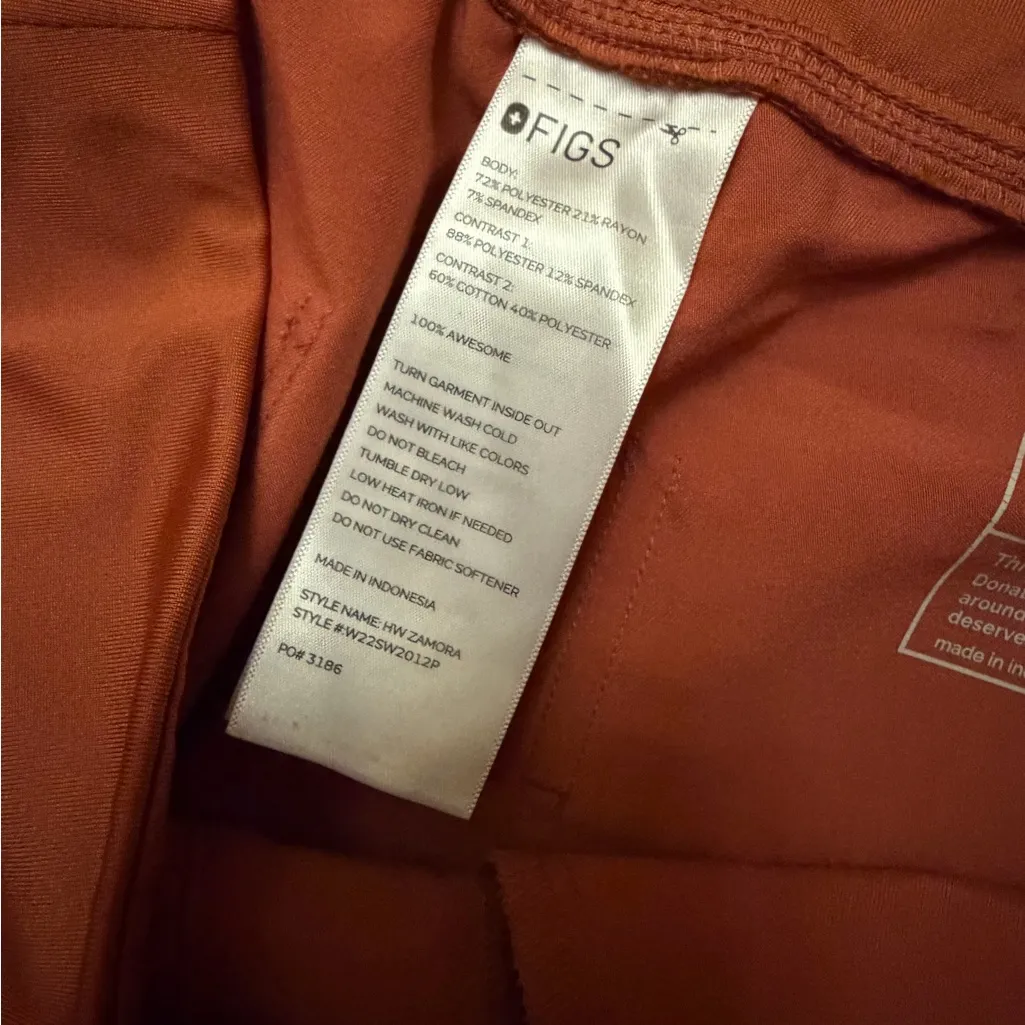 FIGS
BODY:
72% POLYESTER 21% RAYON
7% SPANDEX
CONTRAST 1:
88% POLYESTER 12% SPANDEX
CONTRAST 2:
60% COTTON 40% POLYESTER
100% AWESOME
TURN GARMENT INSIDE OUT
MACHINE WASH COLD
WASH WITH LIKE COLORS
DO NOT BLEACH
TUMBLE DRY LOW
LOW HEAT IRON IF NEEDED
DO NOT DRY CLEAN
DO NOT USE FABRIC SOFTENER
MADE IN INDONESIA
STYLE NAME: HW ZAMORA
STYLE #:W22SW2012P
PO# 3186
around
made in